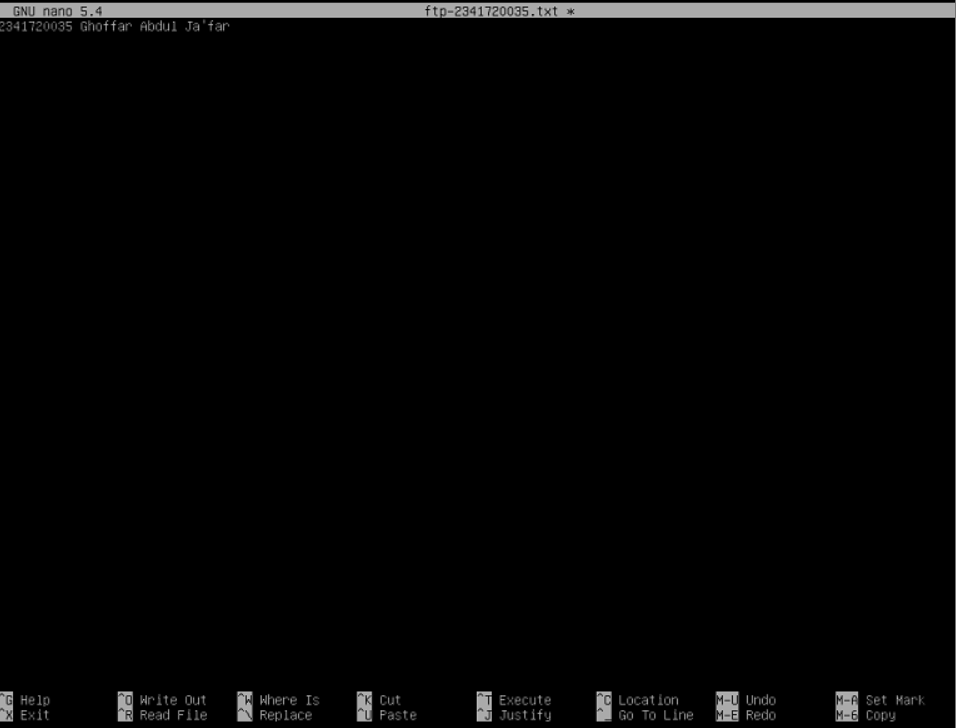 GNU nano 5.4 ftp-2341720035.txt *
2341720035 Ghoffar Abdul Ja'far
^G Help ^O Write Out ^W Where Is ^K Cut ^T Execute ^C Location M-U Undo M-A Set Mark
^X Exit ^R Read File ^\ Replace ^U Paste ^J Justify ^_ Go To Line M-E Redo M-6 Copy